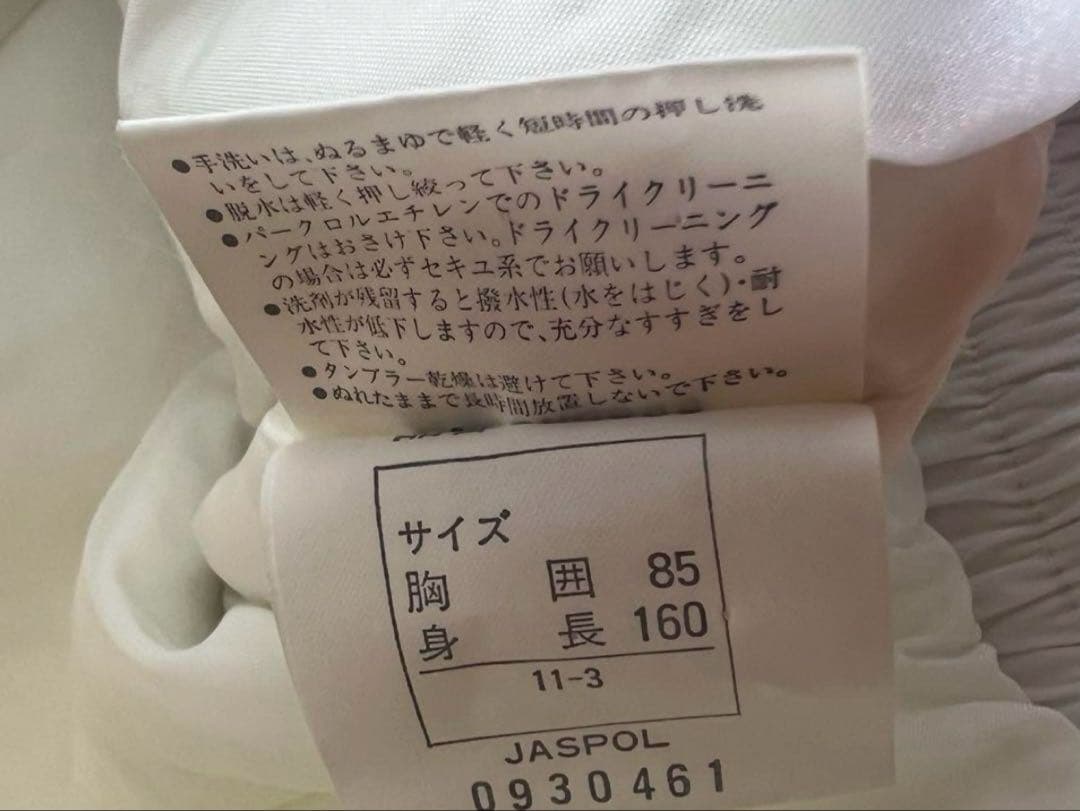 ●手洗いは、ぬるまゆで軽く短時間の押し洗
いをして下さい。
●脱水は軽く押し絞って下さい。
●パークロルエチレンでのドライクリーニ
ングはおさけ下さい。ドライクリーニング
の場合は必ずセキユ系でお願いします。
●洗剤が残留すると撥水性(水をはじく)・耐
水性が低下しますので、充分なすすぎをし
て下さい。
●タンブラー乾燥は避けて下さい。
●ぬれたままで長時間放置しないで下さい。
サイズ
胸 囲 85
身 長 160
11-3
JASPOL
0930461